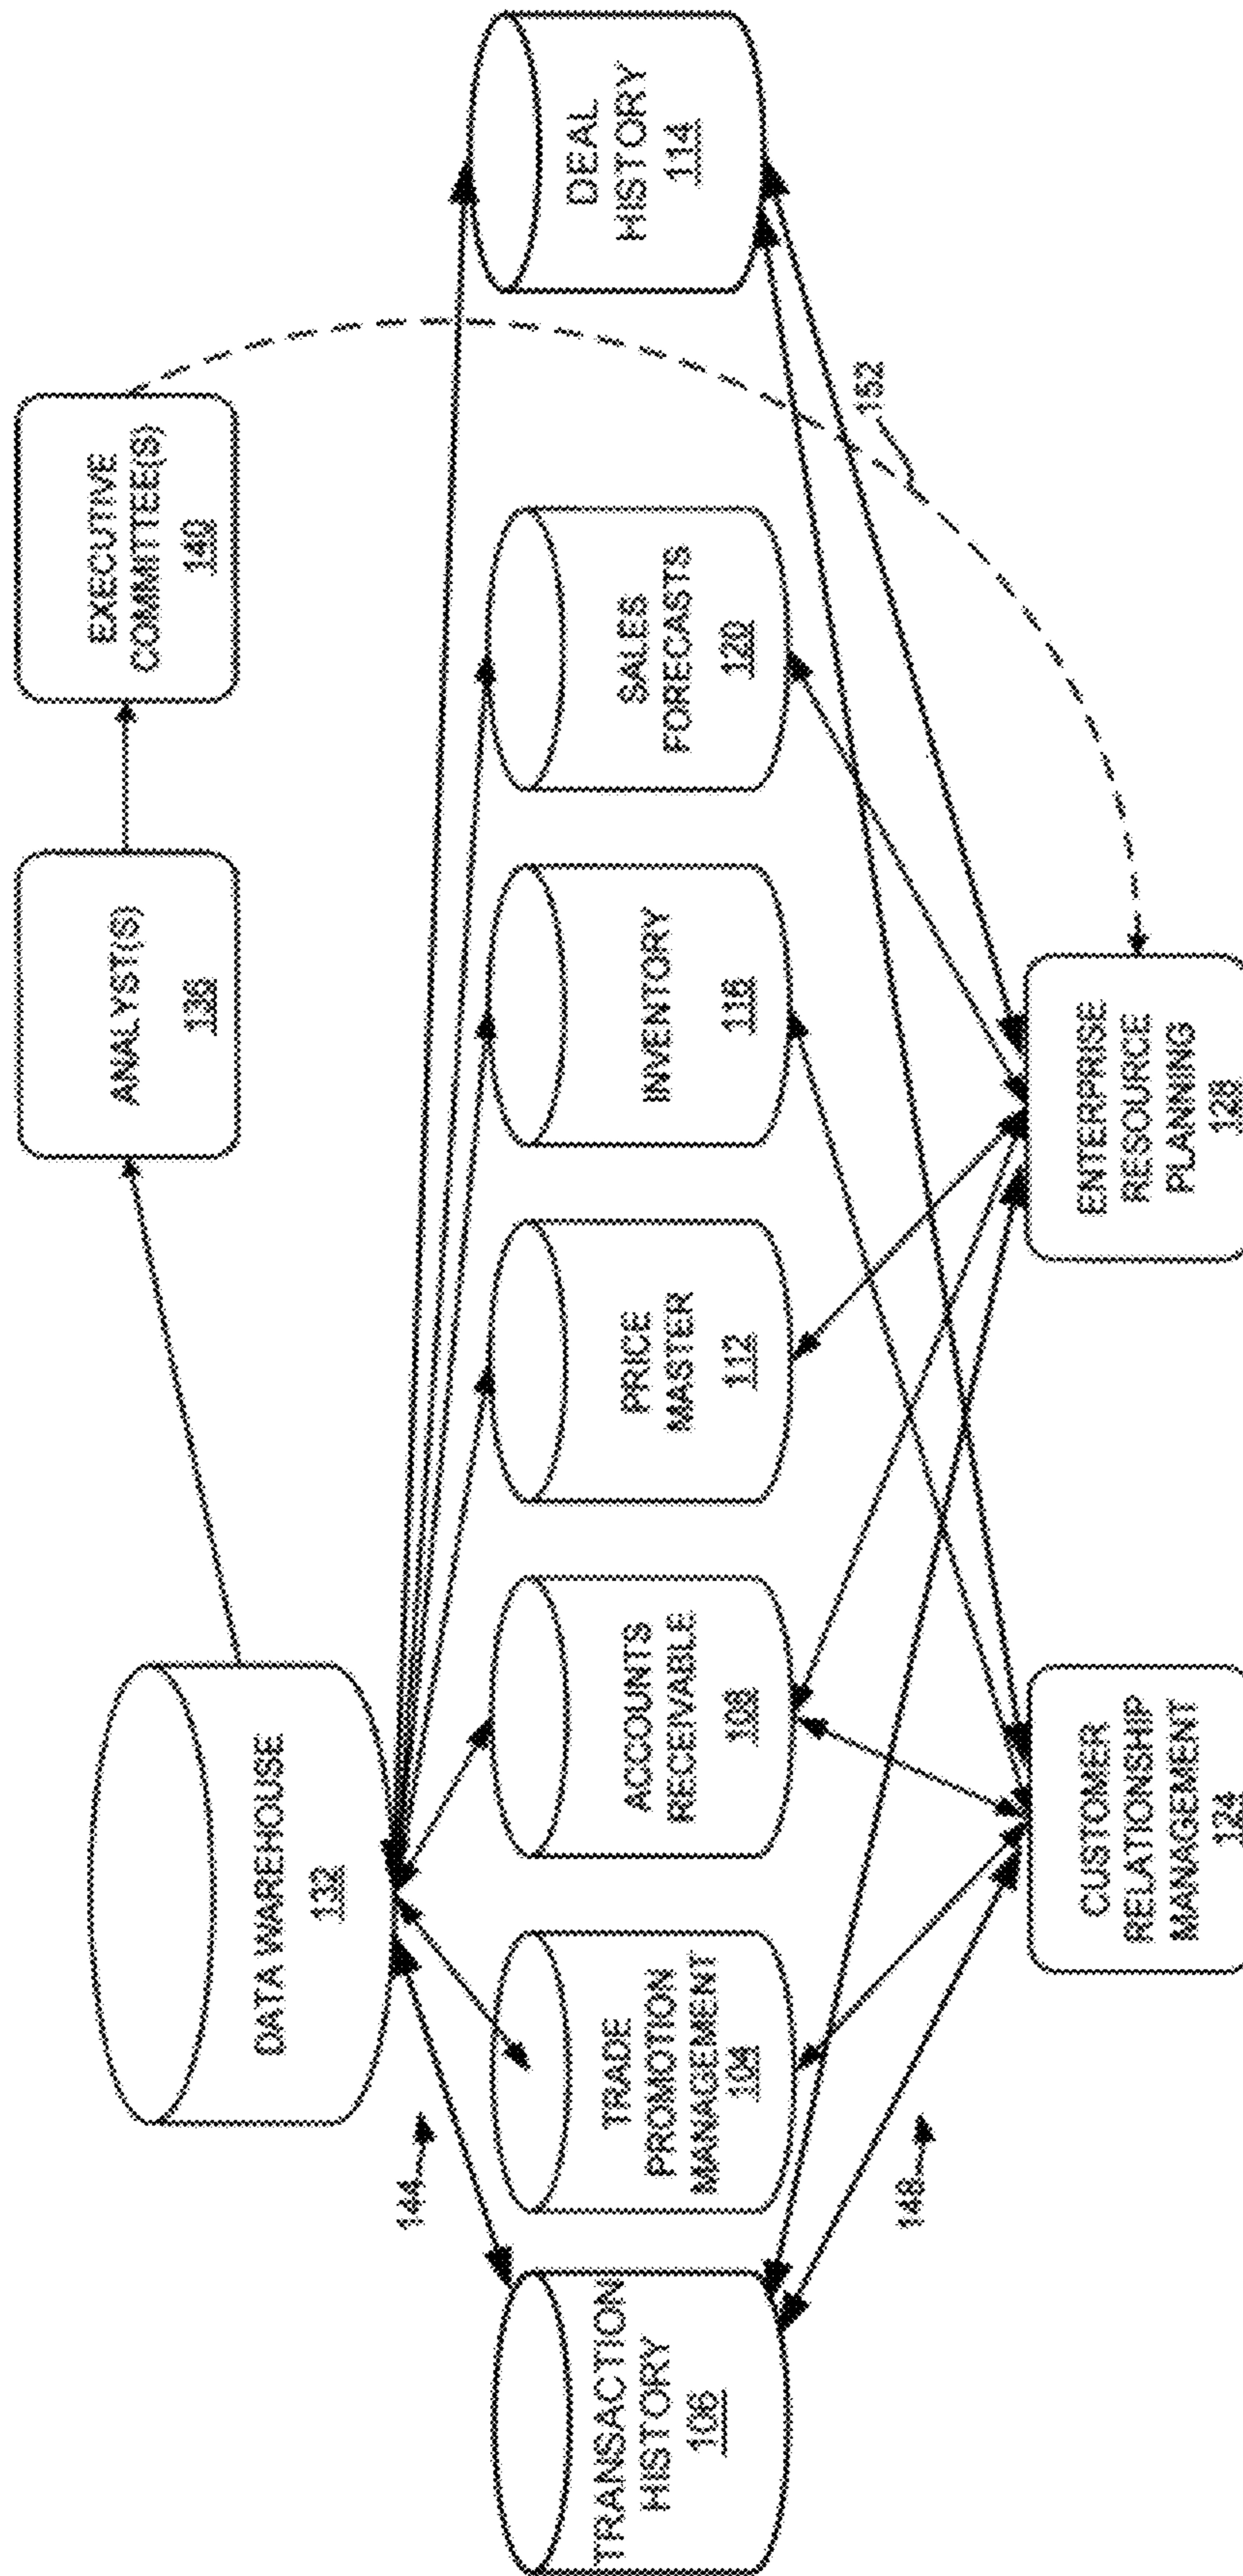 DATA WAREHOUSE
132
ANALYST(S)
136
EXECUTIVE
COMMITTEE(S)
140
144
TRANSACTION
HISTORY
106
TRADE
PROMOTION
MANAGEMENT
104
ACCOUNTS
RECEIVABLE
108
PRICE
MASTER
112
INVENTORY
116
SALES
FORECASTS
120
DEAL
HISTORY
114
148
152
CUSTOMER
RELATIONSHIP
MANAGEMENT
124
ENTERPRISE
RESOURCE
PLANNING
128